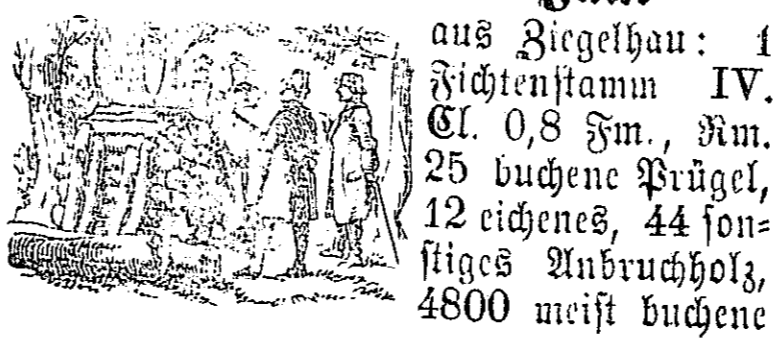 aus Ziegelhau: 1
Fichtenstamm IV.
Cl. 0,8 Fm., Rm.
25 buchene Prügel,
12 eichenes, 44 son⸗
stiges Anbruchholz,
4800 meist buchene